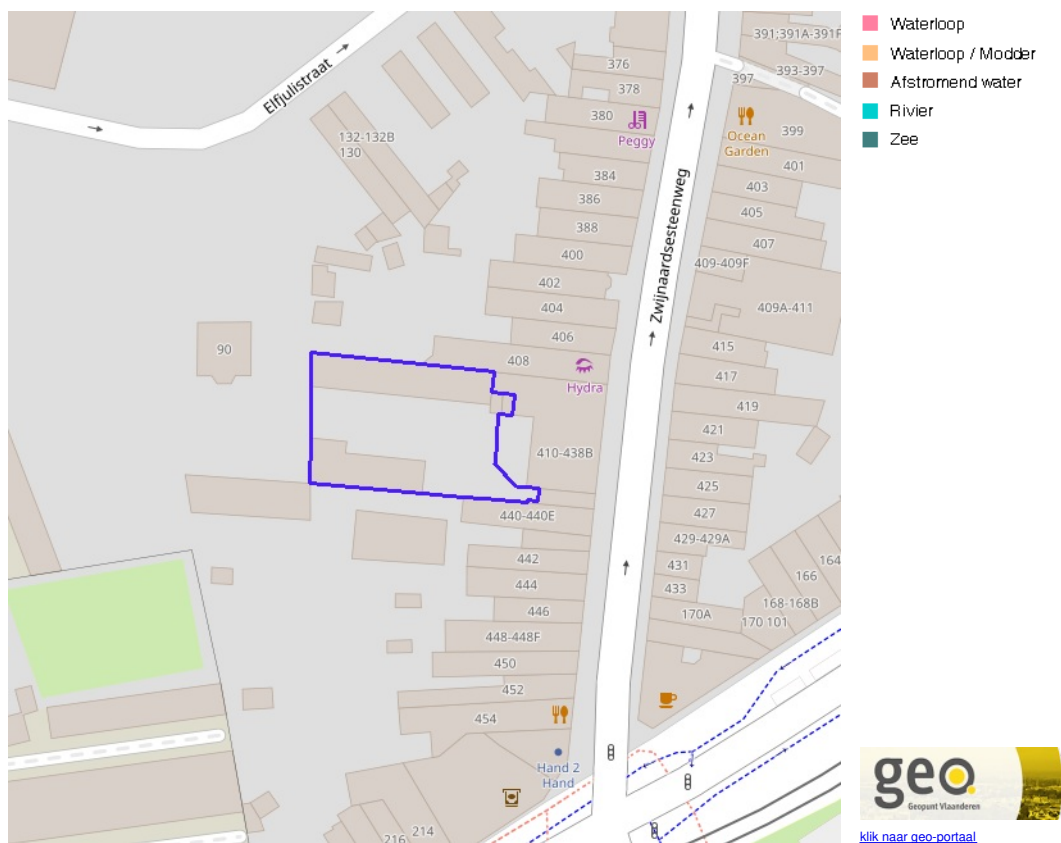 Elfjulistraat
132-132B
130
376
378
380
Peggy
384
386
388
400
402
404
406
408
Hydra
410-438B
440-440E
442
444
446
448-448F
450
452
454
Hand 2
Hand
214
216
90
Zwijnaardsesteenweg
391;391A-391F
393-397
397
Ocean
Garden
399
401
403
405
407
409-409F
409A-411
415
417
419
421
423
425
427
429-429A
431
433
170A
170 101
168-168B
166
164
Waterloop
Waterloop / Modder
Afstromend water
Rivier
Zee
geo
Geopunt Vlaanderen
klik naar geo-portaal